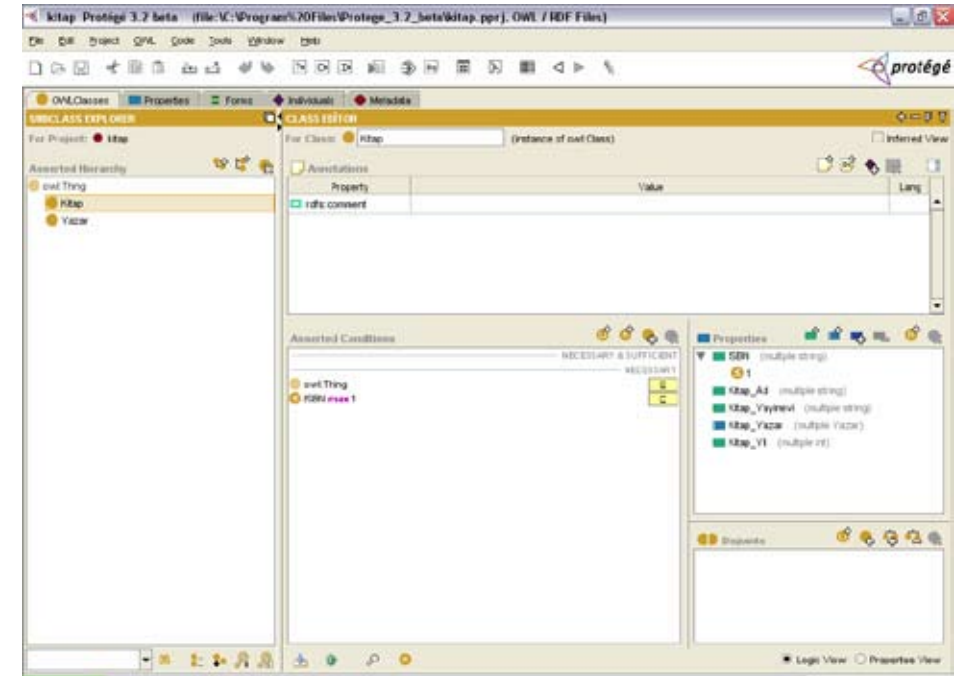 kitap Protégé 3.2 beta (file:\C:\Program%20Files\Protege_3.2_beta\kitap.pprj, OWL / RDF Files)
File Edit Project OWL Code Tools Window Help
protégé
OWLClasses Properties Forms Individuals Metadata
SUBCLASS EXPLORER
CLASS EDITOR
For Project: kitap
For Class: Kitap (instance of owl:Class)
Inferred View
Asserted Hierarchy
Annotations
owl:Thing
Kitap
Yazar
Property Value Lang
rdfs:comment
Asserted Conditions
NECESSARY & SUFFICIENT
NECESSARY
owl:Thing
ISBN max 1
Properties
ISBN (multiple string)
1
Kitap_Ad (multiple string)
Kitap_Yayinevi (multiple string)
Kitap_Yazar (multiple Yazar)
Kitap_Yil (multiple int)
Disjoints
Logic View Properties View